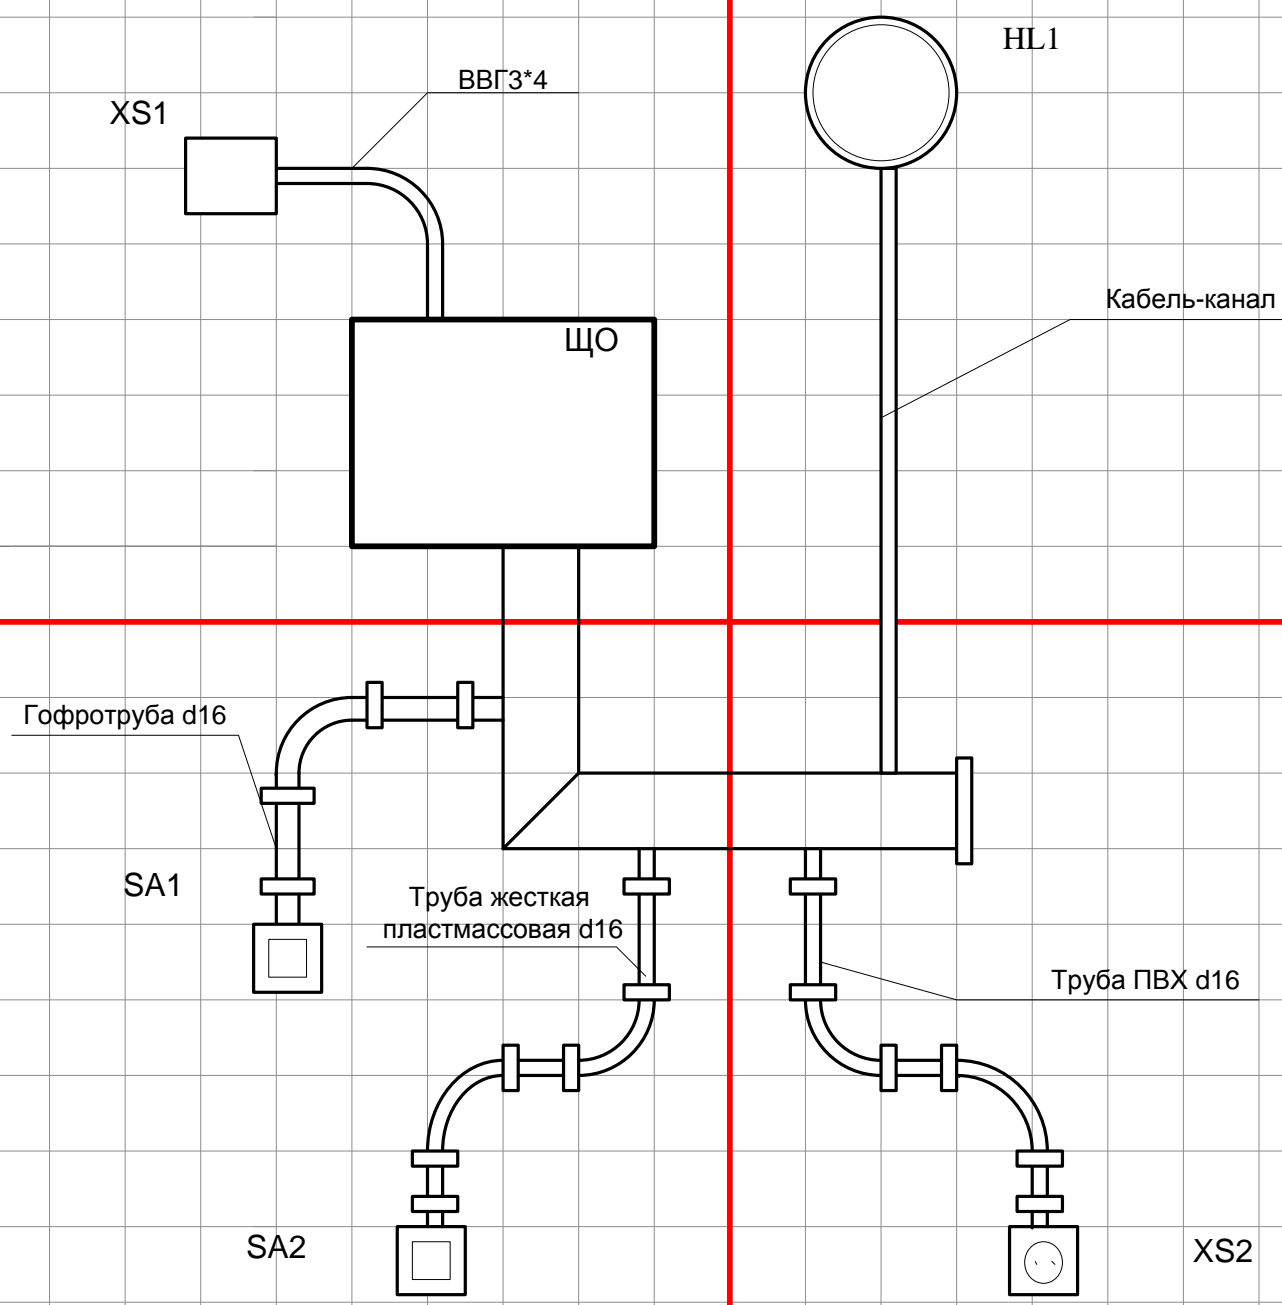 HL1
ВВГ3*4
XS1
Кабель-канал
ЩО
Гофротруба d16
SA1
Труба жесткая
пластмассовая d16
Труба ПВХ d16
SA2
XS2